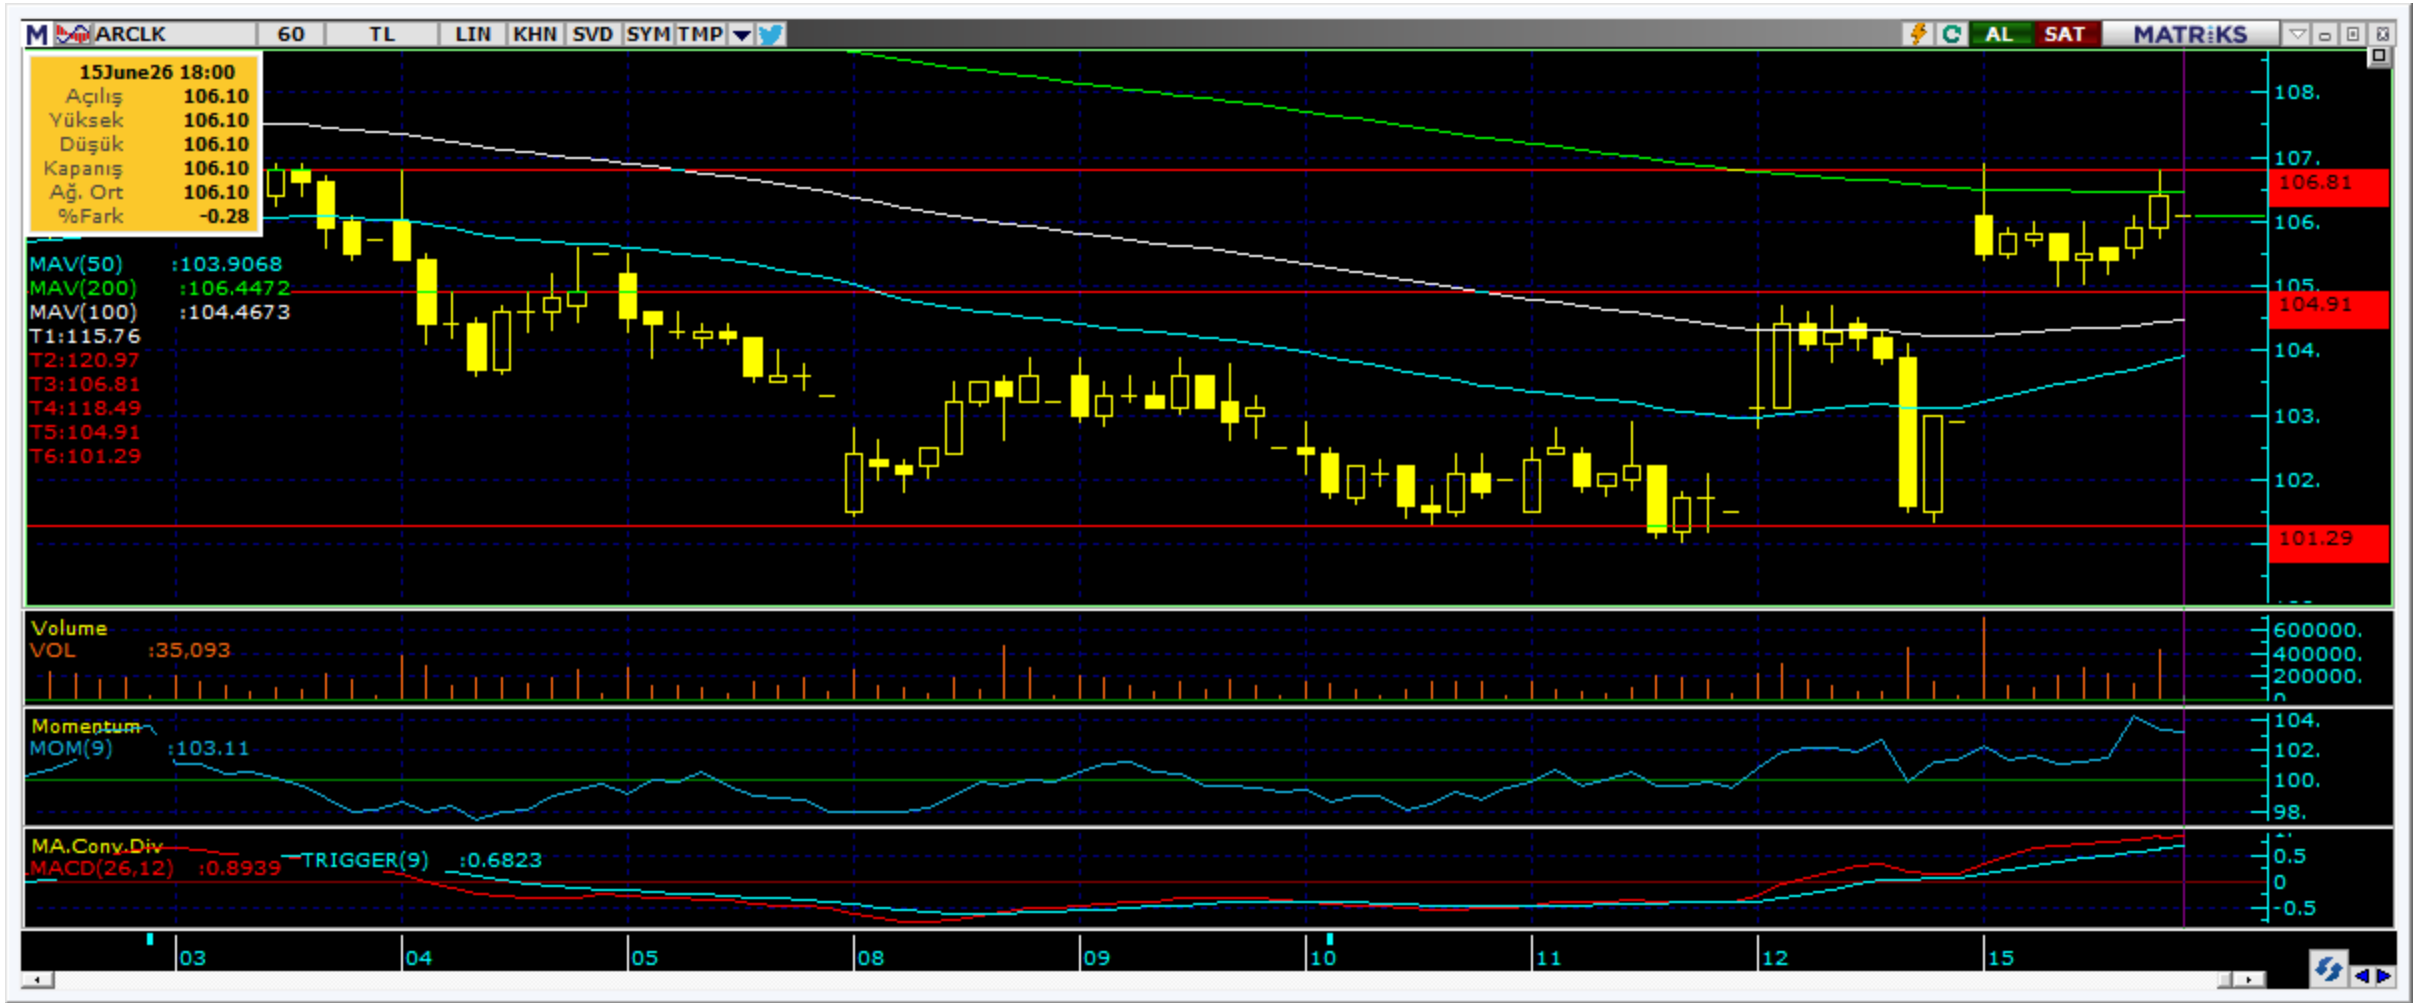 M ARCLK 60 TL LIN KHN SVD SYM TMP AL SAT MATRiKS
15June26 18:00
Açılış 106.10
Yüksek 106.10
Düşük 106.10
Kapanış 106.10
Ağ. Ort 106.10
%Fark -0.28
MAV(50) :103.9068
MAV(200) :106.4472
MAV(100) :104.4673
T1:115.76
T2:120.97
T3:106.81
T4:118.49
T5:104.91
T6:101.29
108.
107.
106.81
106.
105.
104.91
104.
103.
102.
101.29
Volume
VOL :35,093
600000.
400000.
200000.
0
Momentum
MOM(9) :103.11
104.
102.
100.
98.
MA.Conv.Div
MACD(26,12) :0.8939 TRIGGER(9) :0.6823
0.5
0
-0.5
03 04 05 08 09 10 11 12 15